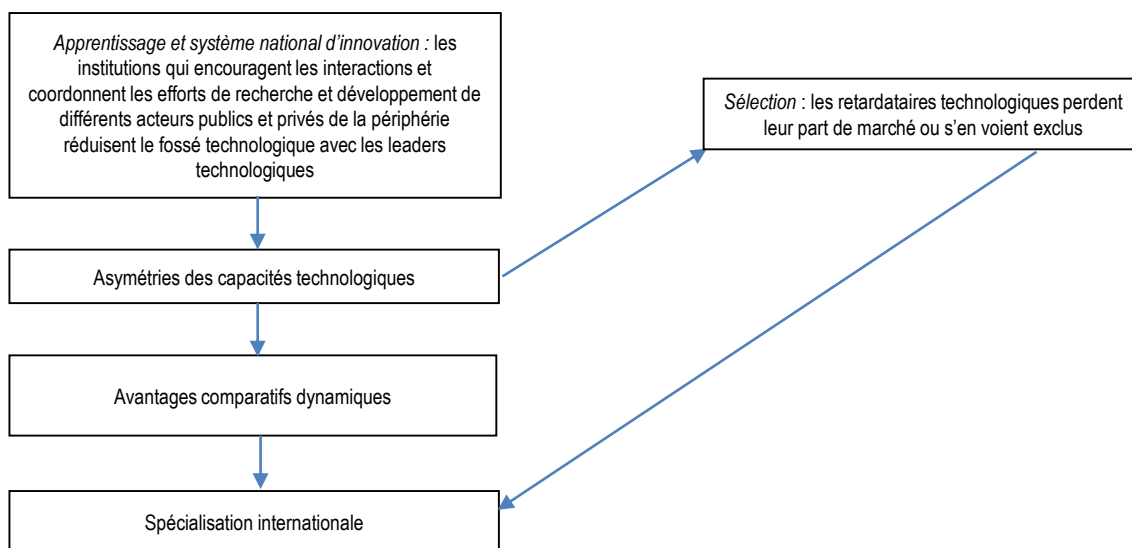 Apprentissage et système national d’innovation : les
institutions qui encouragent les interactions et
coordonnent les efforts de recherche et développement de
différents acteurs publics et privés de la périphérie
réduisent le fossé technologique avec les leaders
technologiques
Sélection : les retardataires technologiques perdent
leur part de marché ou s’en voient exclus
Asymétries des capacités technologiques
Avantages comparatifs dynamiques
Spécialisation internationale